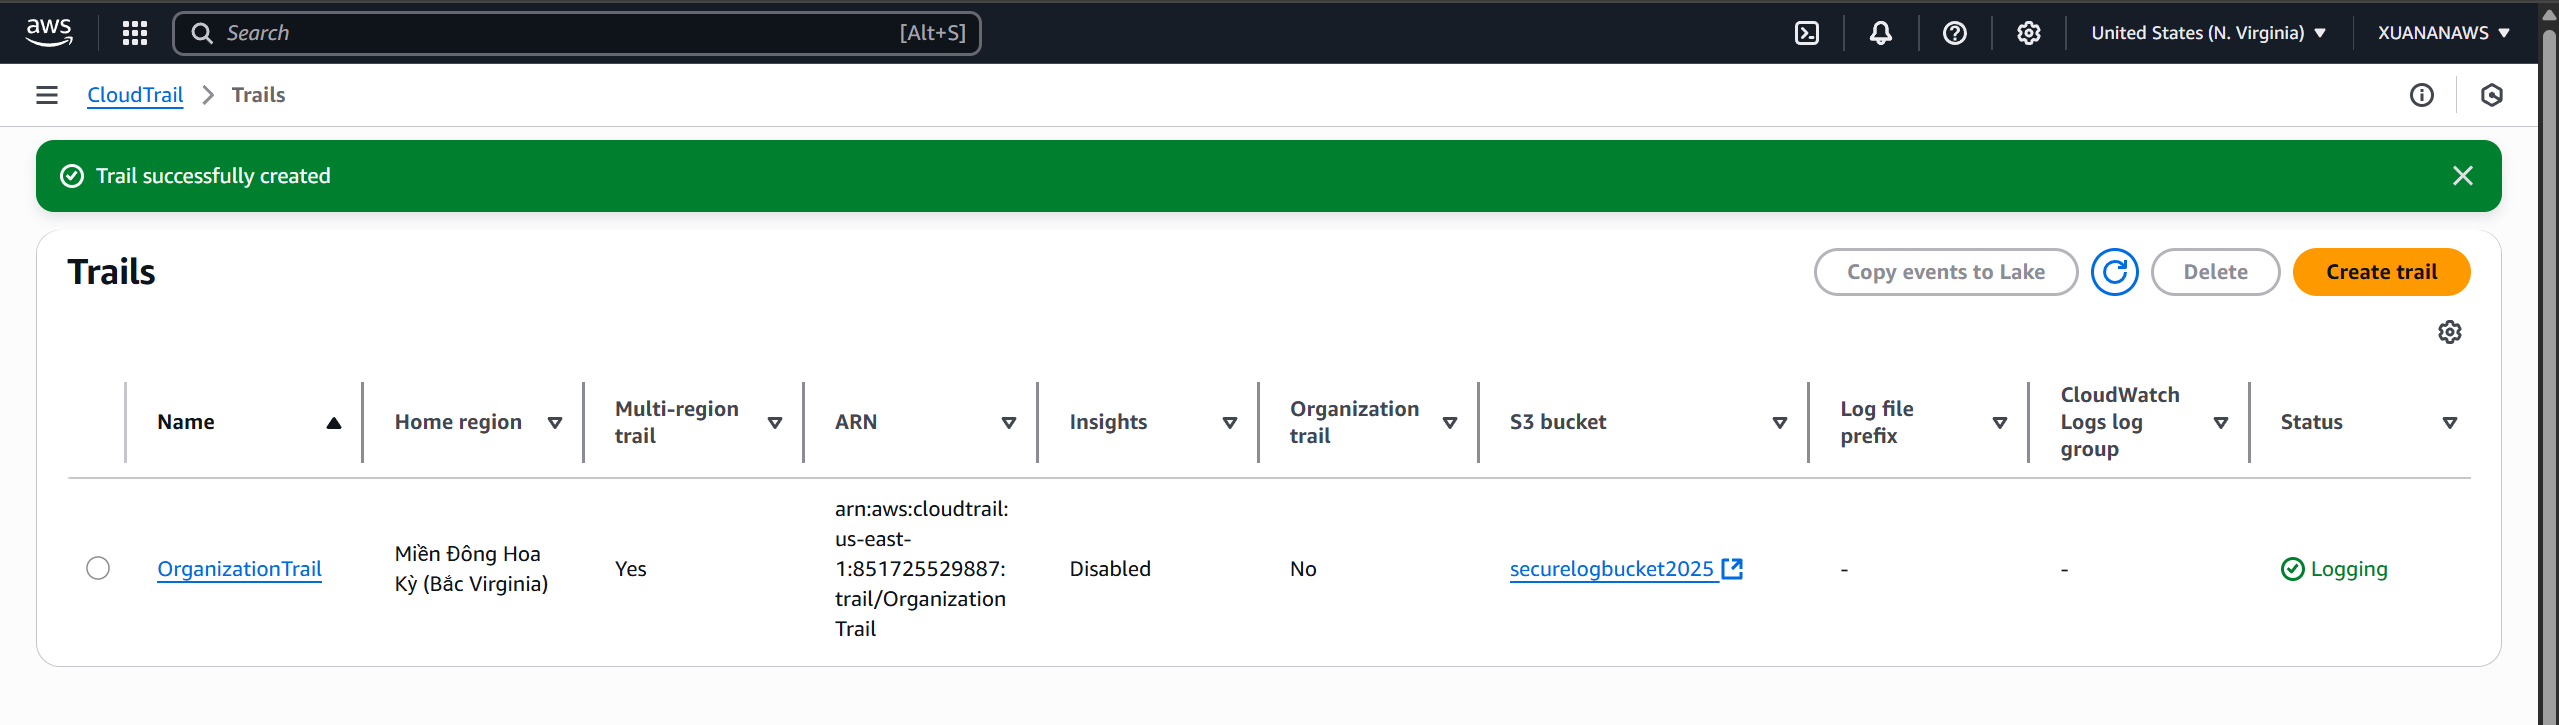 aws
Search [Alt+S]
United States (N. Virginia)
XUANANAWS
CloudTrail
Trails
Trail successfully created
Trails
Copy events to Lake
Delete
Create trail
Name
Home region
Multi-region
trail
ARN
Insights
Organization
trail
S3 bucket
Log file
prefix
CloudWatch
Logs log
group
Status
OrganizationTrail
Miền Đông Hoa
Kỳ (Bắc Virginia)
Yes
arn:aws:cloudtrail:
us-east-
1:851725529887:
trail/Organization
Trail
Disabled
No
securelogbucket2025
-
-
Logging